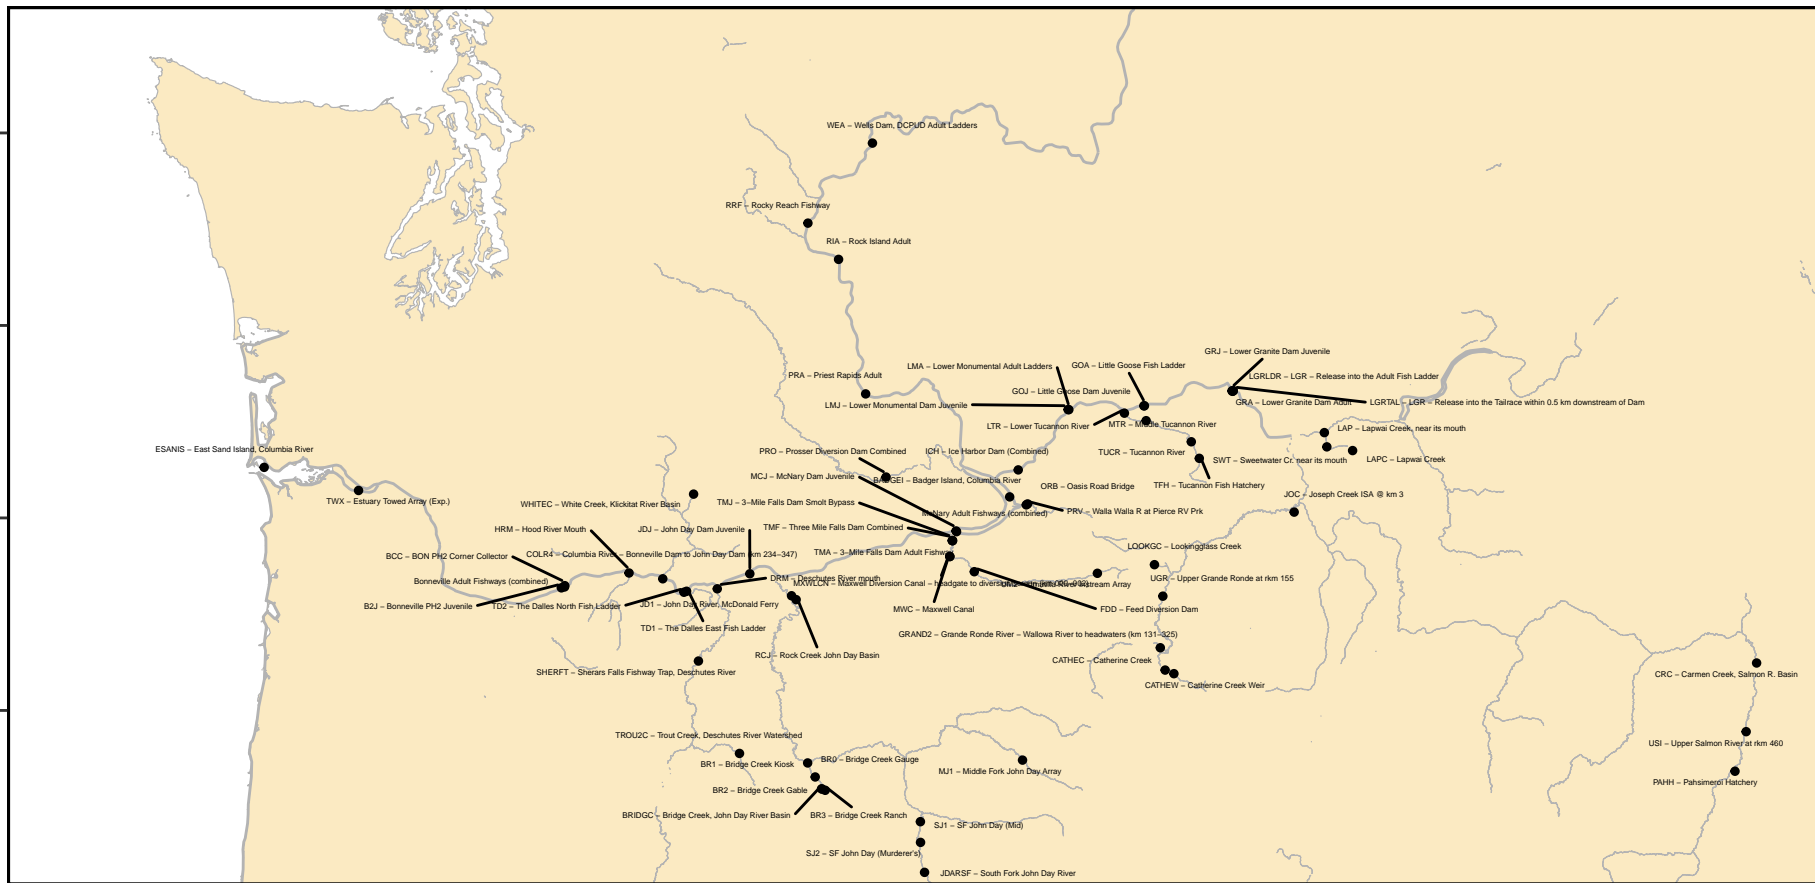 WEA – Wells Dam, DCPUD Adult Ladders
RRF – Rocky Reach Fishway
RIA – Rock Island Adult
GRJ – Lower Granite Dam Juvenile
LMA – Lower Monumental Adult Ladders
GOA – Little Goose Fish Ladder
PRA – Priest Rapids Adult
LGRLDR – LGR – Release into the Adult Fish Ladder
GOJ – Little Goose Dam Juvenile
LMJ – Lower Monumental Dam Juvenile
GRA – Lower Granite Dam Adult
LGRTAL – LGR – Release into the Tailrace within 0.5 km downstream of Dam
LTR – Lower Tucannon River
MTR – Middle Tucannon River
LAP – Lapwai Creek, near its mouth
ESANIS – East Sand Island, Columbia River
PRO – Prosser Diversion Dam Combined
ICH – Ice Harbor Dam (Combined)
TUCR – Tucannon River
SWT – Sweetwater Cr. near its mouth
LAPC – Lapwai Creek
MCJ – McNary Dam Juvenile
BADGEI – Badger Island, Columbia River
ORB – Oasis Road Bridge
TFH – Tucannon Fish Hatchery
JOC – Joseph Creek ISA @ km 3
TWX – Estuary Towed Array (Exp.)
WHITEC – White Creek, Klickitat River Basin
TMJ – 3–Mile Falls Dam Smolt Bypass
McNary Adult Fishways (combined)
PRV – Walla Walla R at Pierce RV Prk
HRM – Hood River Mouth
JDJ – John Day Dam Juvenile
TMF – Three Mile Falls Dam Combined
LOOKGC – Lookingglass Creek
BCC – BON PH2 Corner Collector
COLR4 – Columbia River – Bonneville Dam to John Day Dam (km 234–347)
TMA – 3–Mile Falls Dam Adult Fishway
Bonneville Adult Fishways (combined)
DRM – Deschutes River mouth
MXWLCN – Maxwell Diversion Canal – headgate to diversion
River Instream Array
UGR – Upper Grande Ronde at rkm 155
B2J – Bonneville PH2 Juvenile
TD2 – The Dalles North Fish Ladder
JD1 – John Day River, McDonald Ferry
MWC – Maxwell Canal
FDD – Feed Diversion Dam
TD1 – The Dalles East Fish Ladder
GRAND2 – Grande Ronde River – Wallowa River to headwaters (km 131–325)
RCJ – Rock Creek John Day Basin
CATHEC – Catherine Creek
SHERFT – Sherars Falls Fishway Trap, Deschutes River
CRC – Carmen Creek, Salmon R. Basin
CATHEW – Catherine Creek Weir
TROU2C – Trout Creek, Deschutes River Watershed
USI – Upper Salmon River at rkm 460
BR0 – Bridge Creek Gauge
BR1 – Bridge Creek Kiosk
MJ1 – Middle Fork John Day Array
PAHH – Pahsimeroi Hatchery
BR2 – Bridge Creek Gable
BRIDGC – Bridge Creek, John Day River Basin
BR3 – Bridge Creek Ranch
SJ1 – SF John Day (Mid)
SJ2 – SF John Day (Murderer's)
JDARSF – South Fork John Day River